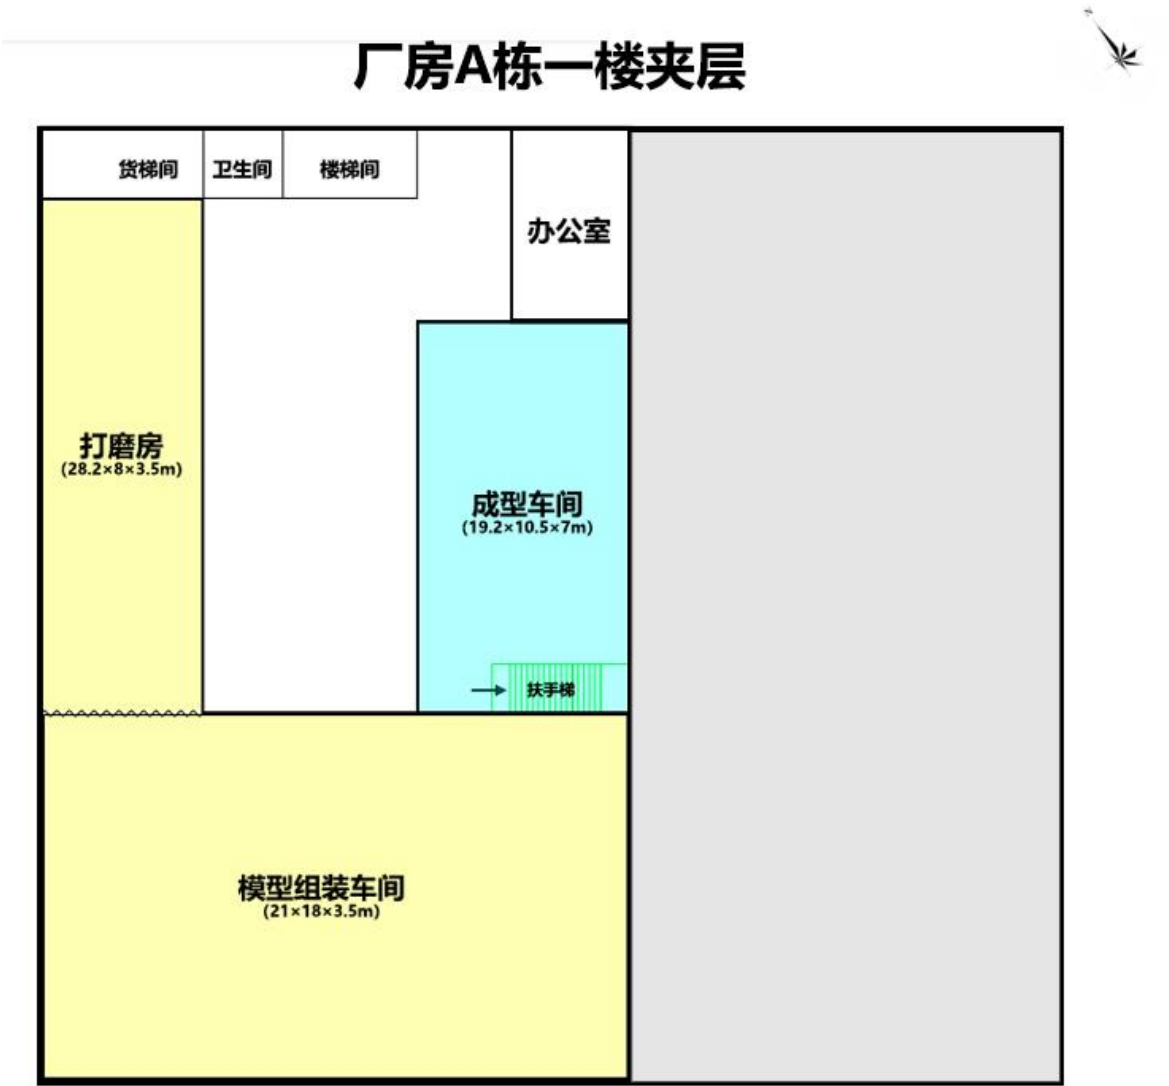 厂房A栋一楼夹层
货梯间
卫生间
楼梯间
办公室
打磨房
(28.2×8×3.5m)
成型车间
(19.2×10.5×7m)
扶手梯
模型组装车间
(21×18×3.5m)